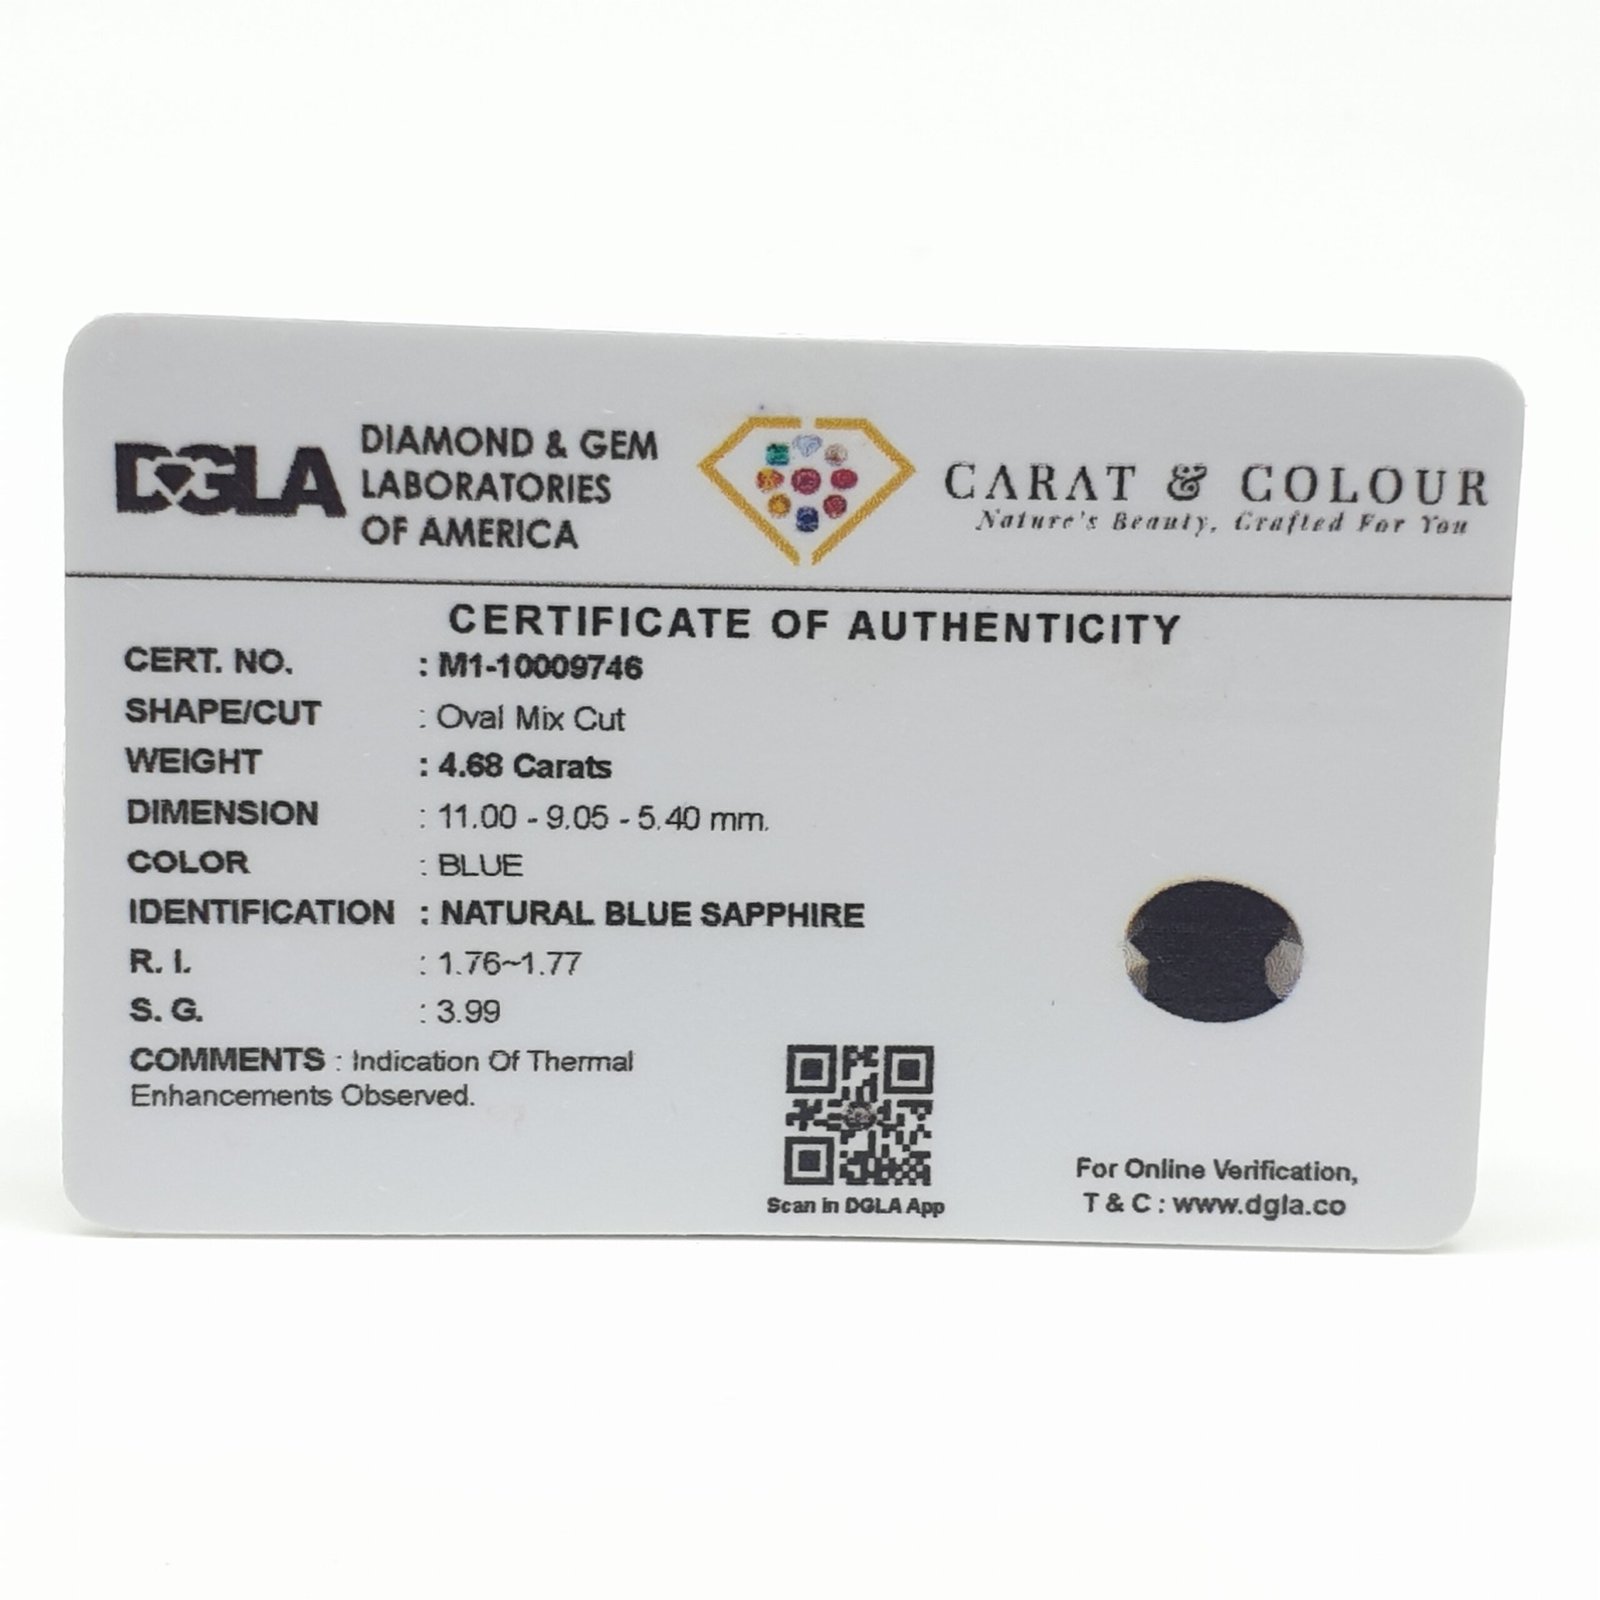 DGLA
DIAMOND & GEM
LABORATORIES
OF AMERICA
CARAT & COLOUR
Nature's Beauty, Crafted For You
CERTIFICATE OF AUTHENTICITY
CERT. NO. : M1-10009746
SHAPE/CUT : Oval Mix Cut
WEIGHT : 4.68 Carats
DIMENSION : 11.00 - 9.05 - 5.40 mm.
COLOR : BLUE
IDENTIFICATION : NATURAL BLUE SAPPHIRE
R. I. : 1.76~1.77
S. G. : 3.99
COMMENTS : Indication Of Thermal
Enhancements Observed.
Scan in DGLA App
For Online Verification,
T & C : www.dgla.co